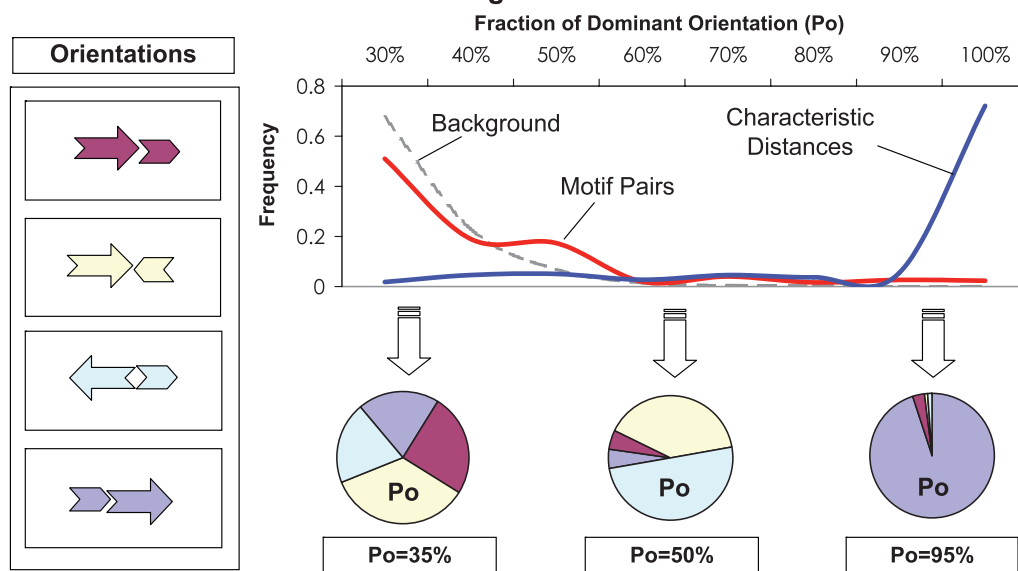 Fraction of Dominant Orientation (Po)
Orientations
30% 40% 50% 60% 70% 80% 90% 100%
0.8
0.6
0.4
0.2
0
Frequency
Background
Motif Pairs
Characteristic
Distances
Po
Po
Po
Po=35%
Po=50%
Po=95%